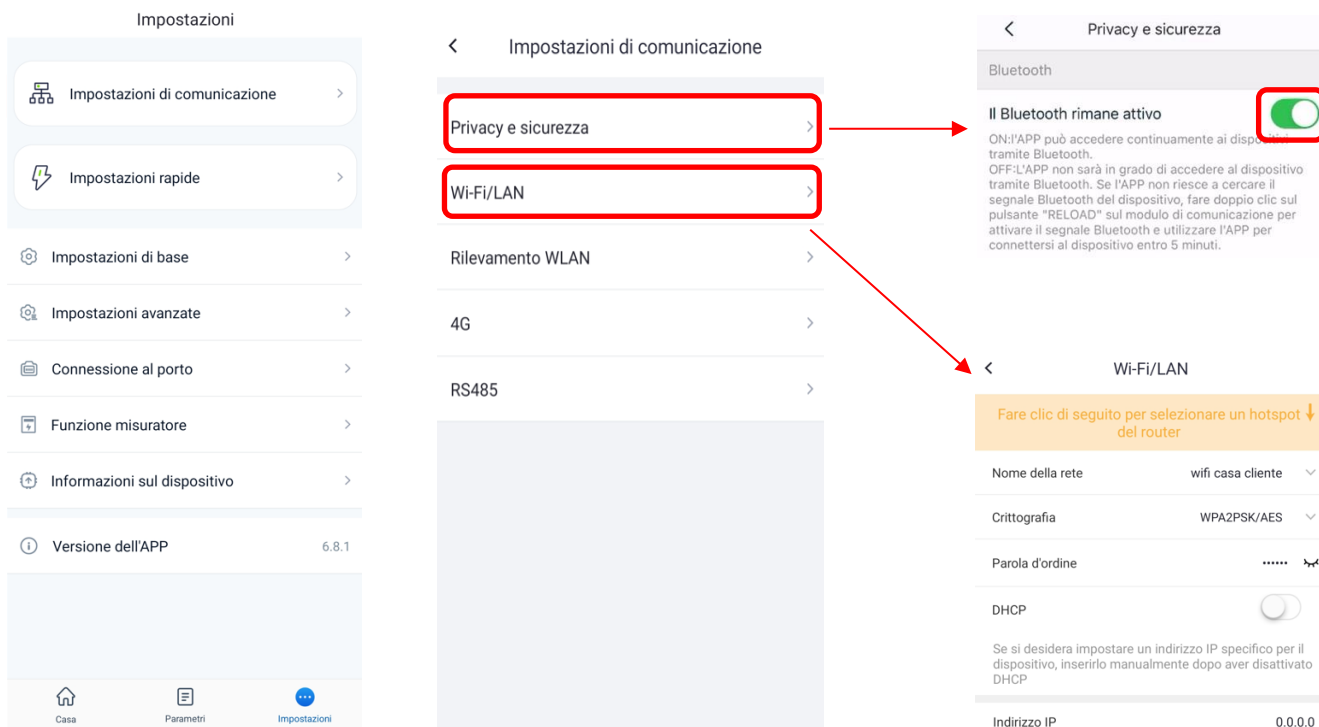 Impostazioni
Impostazioni di comunicazione
Impostazioni rapide
Impostazioni di base
Impostazioni avanzate
Connessione al porto
Funzione misuratore
Informazioni sul dispositivo
Versione dell'APP 6.8.1
Casa Parametri Impostazioni
Impostazioni di comunicazione
Privacy e sicurezza
Wi-Fi/LAN
Rilevamento WLAN
4G
RS485
Privacy e sicurezza
Bluetooth
Il Bluetooth rimane attivo
ON:l'APP può accedere continuamente ai dispositivi
tramite Bluetooth.
OFF:L'APP non sarà in grado di accedere al dispositivo
tramite Bluetooth. Se l'APP non riesce a cercare il
segnale Bluetooth del dispositivo, fare doppio clic sul
pulsante "RELOAD" sul modulo di comunicazione per
attivare il segnale Bluetooth e utilizzare l'APP per
connettersi al dispositivo entro 5 minuti.
Wi-Fi/LAN
Fare clic di seguito per selezionare un hotspot
del router
Nome della rete wifi casa cliente
Crittografia WPA2PSK/AES
Parola d'ordine ••••••
DHCP
Se si desidera impostare un indirizzo IP specifico per il
dispositivo, inserirlo manualmente dopo aver disattivato
DHCP
Indirizzo IP 0.0.0.0